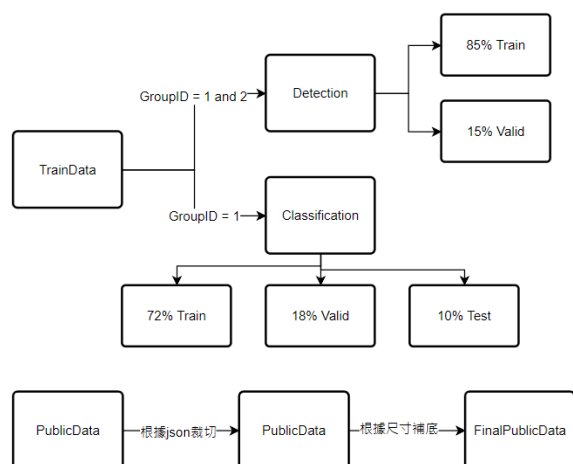 85% Train
GroupID = 1 and 2
Detection
15% Valid
TrainData
GroupID = 1
Classification
72% Train
18% Valid
10% Test
PublicData
根據json裁切
PublicData
根據尺寸補底
FinalPublicData